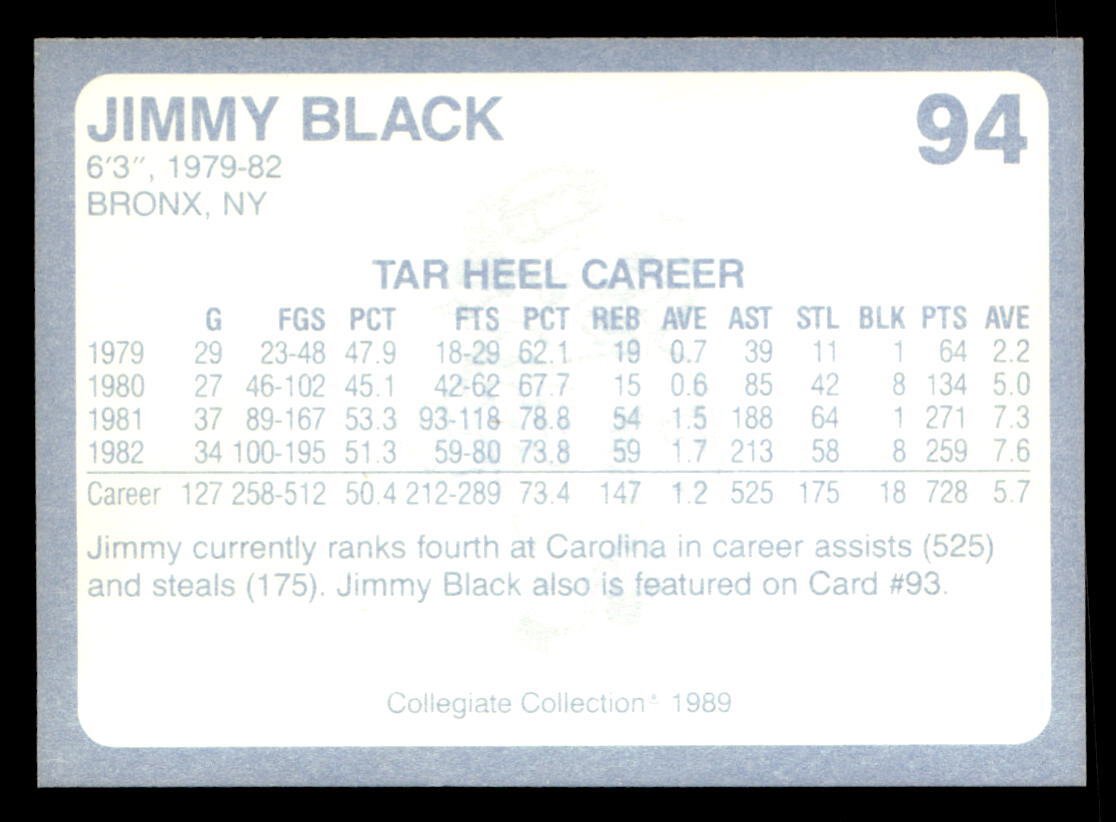 JIMMY BLACK
94
6'3", 1979-82
BRONX, NY
TAR HEEL CAREER
G FGS PCT FTS PCT REB AVE AST STL BLK PTS AVE
1979 29 23-48 47.9 18-29 62.1 19 0.7 39 11 1 64 2.2
1980 27 46-102 45.1 42-62 67.7 15 0.6 85 42 8 134 5.0
1981 37 89-167 53.3 93-118 78.8 54 1.5 188 64 1 271 7.3
1982 34 100-195 51.3 59-80 73.8 59 1.7 213 58 8 259 7.6
Career 127 258-512 50.4 212-289 73.4 147 1.2 525 175 18 728 5.7
Jimmy currently ranks fourth at Carolina in career assists (525)
and steals (175). Jimmy Black also is featured on Card #93.
Collegiate Collection® 1989